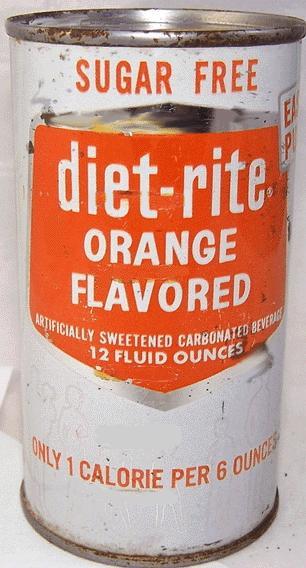 SUGAR FREE
diet-rite®
ORANGE
FLAVORED
ARTIFICIALLY SWEETENED CARBONATED BEVERAGE
12 FLUID OUNCES
ONLY 1 CALORIE PER 6 OUNCES